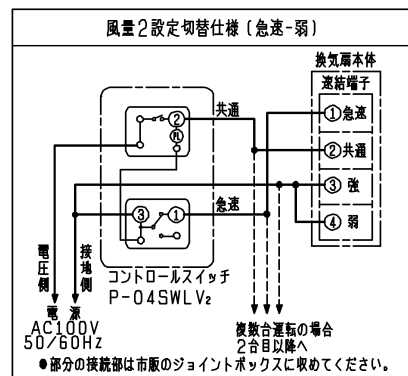 風量2設定切替仕様(急速-弱)
換気扇本体
速結端子
① 急速
② 共通
③ 強
④ 弱
共通
②
PL
急速
③
①
コントロールスイッチ
P-04SWLV₂
電圧側
接地側
電源
AC100V
50/60Hz
複数台運転の場合
2台目以降へ
●部分の接続部は市販のジョイントボックスに収めてください。